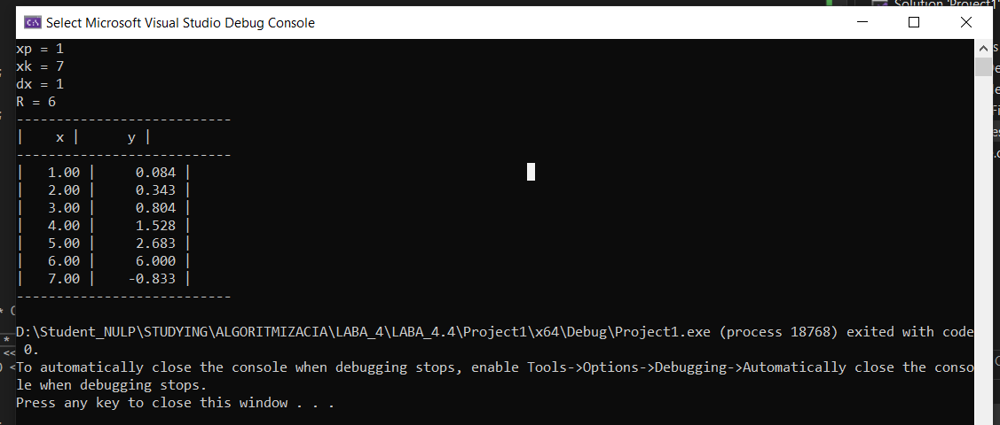 Solution 'Project1'
Select Microsoft Visual Studio Debug Console
xp = 1
xk = 7
dx = 1
R = 6
---------------------------
|    x |      y |
---------------------------
|   1.00 |     0.084 |
|   2.00 |     0.343 |
|   3.00 |     0.804 |
|   4.00 |     1.528 |
|   5.00 |     2.683 |
|   6.00 |     6.000 |
|   7.00 |    -0.833 |
---------------------------
D:\Student_NULP\STUDYING\ALGORITMIZACIA\LABA_4\LABA_4.4\Project1\x64\Debug\Project1.exe (process 18768) exited with code
 0.
To automatically close the console when debugging stops, enable Tools->Options->Debugging->Automatically close the conso
le when debugging stops.
Press any key to close this window . . .